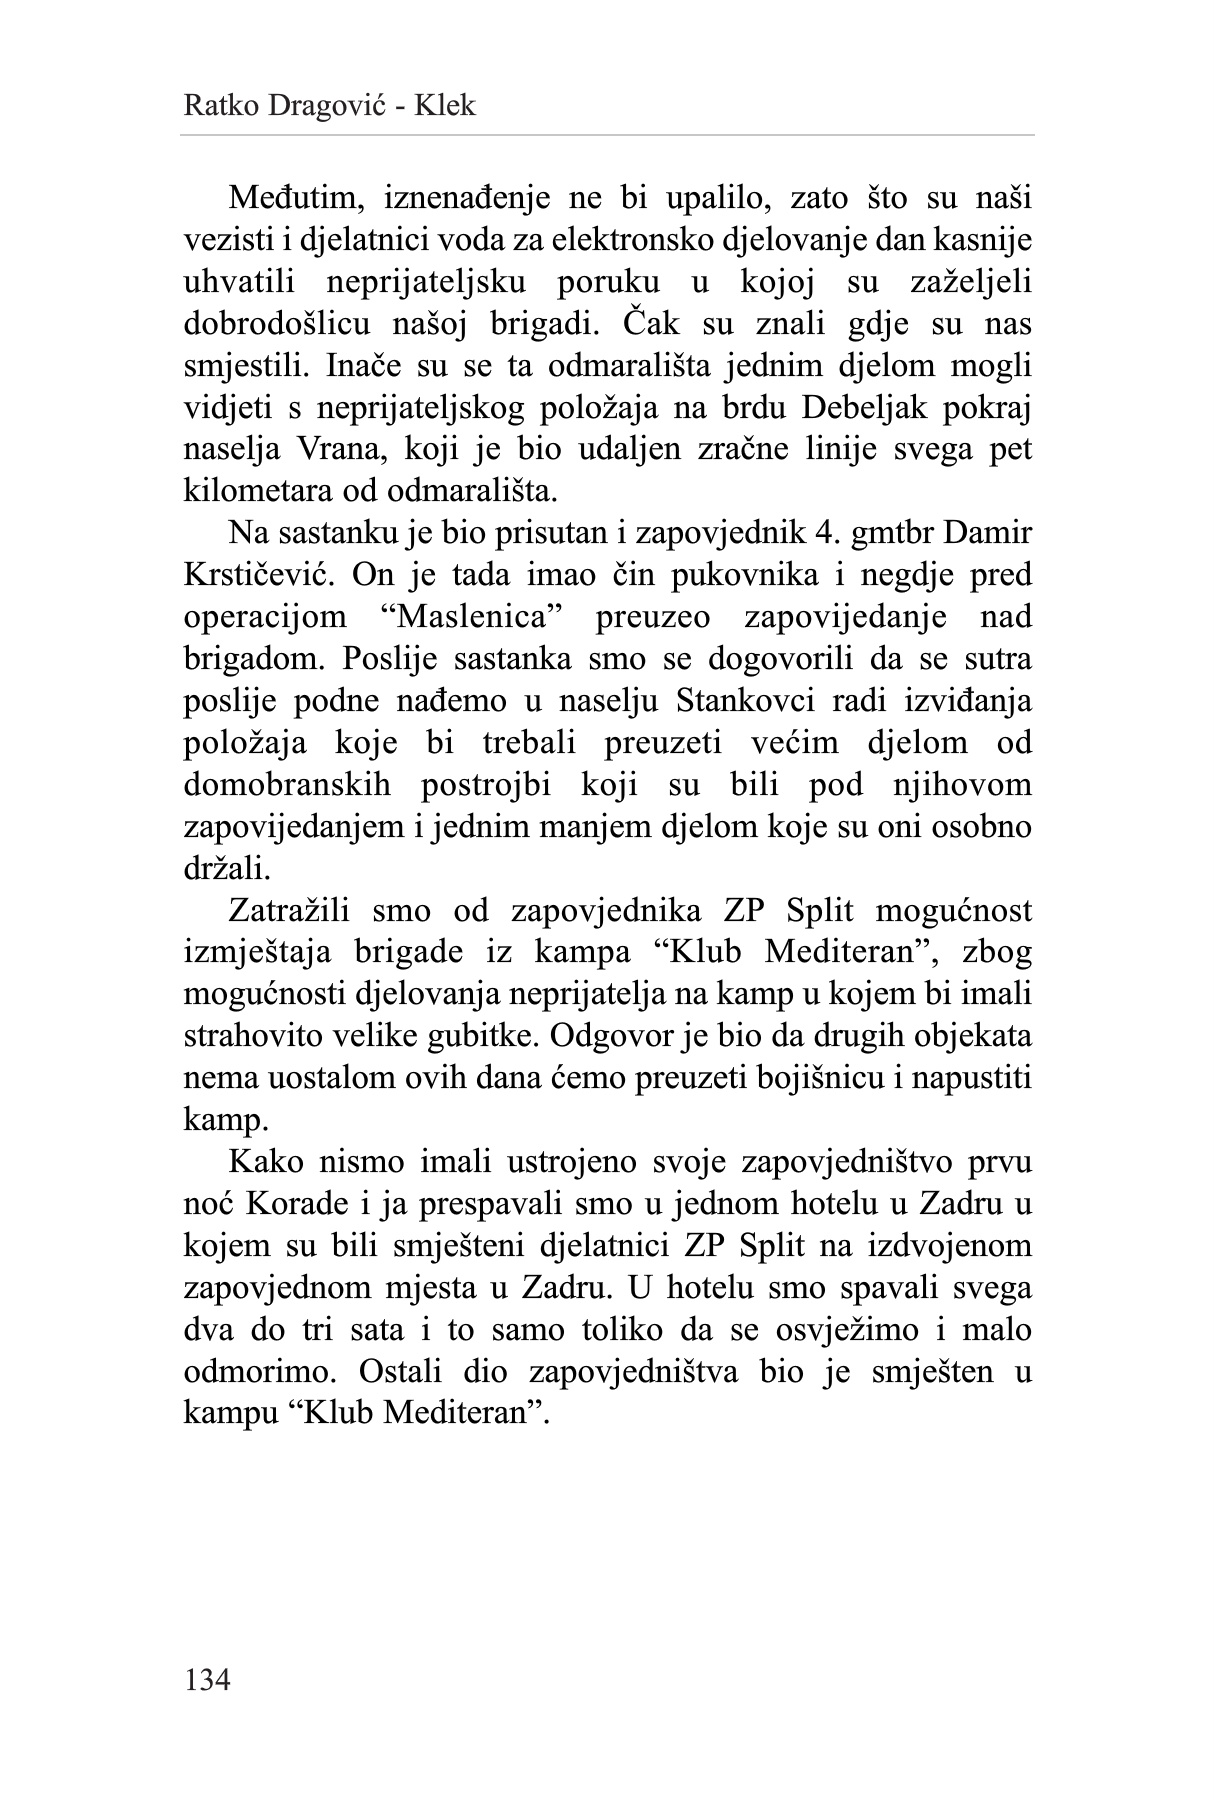 Ratko Dragović - Klek
Međutim, iznenađenje ne bi upalilo, zato što su naši
vezisti i djelatnici voda za elektronsko djelovanje dan kasnije
uhvatili neprijateljsku poruku u kojoj su zaželjeli
dobrodošlicu našoj brigadi. Čak su znali gdje su nas
smjestili. Inače su se ta odmarališta jednim djelom mogli
vidjeti s neprijateljskog položaja na brdu Debeljak pokraj
naselja Vrana, koji je bio udaljen zračne linije svega pet
kilometara od odmarališta.
Na sastanku je bio prisutan i zapovjednik 4. gmtbr Damir
Krstičević. On je tada imao čin pukovnika i negdje pred
operacijom “Maslenica” preuzeo zapovijedanje nad
brigadom. Poslije sastanka smo se dogovorili da se sutra
poslije podne nađemo u naselju Stankovci radi izviđanja
položaja koje bi trebali preuzeti većim djelom od
domobranskih postrojbi koji su bili pod njihovom
zapovijedanjem i jednim manjem djelom koje su oni osobno
držali.
Zatražili smo od zapovjednika ZP Split mogućnost
izmještaja brigade iz kampa “Klub Mediteran”, zbog
mogućnosti djelovanja neprijatelja na kamp u kojem bi imali
strahovito velike gubitke. Odgovor je bio da drugih objekata
nema uostalom ovih dana ćemo preuzeti bojišnicu i napustiti
kamp.
Kako nismo imali ustrojeno svoje zapovjedništvo prvu
noć Korade i ja prespavali smo u jednom hotelu u Zadru u
kojem su bili smješteni djelatnici ZP Split na izdvojenom
zapovjednom mjesta u Zadru. U hotelu smo spavali svega
dva do tri sata i to samo toliko da se osvježimo i malo
odmorimo. Ostali dio zapovjedništva bio je smješten u
kampu “Klub Mediteran”.
134